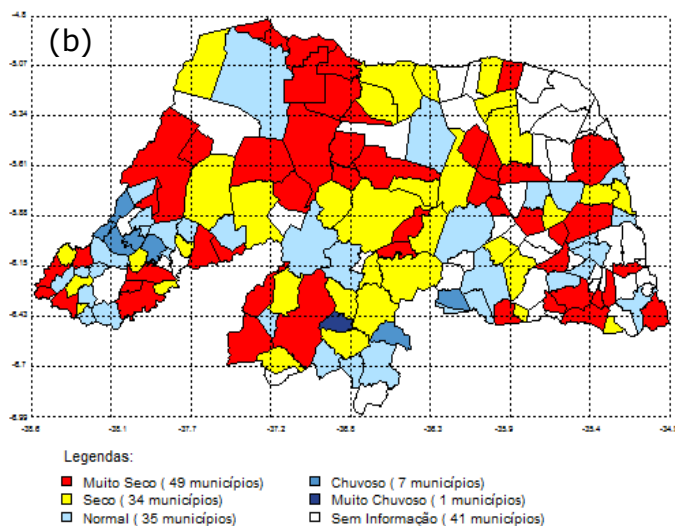 (b)
-4.8
-5.07
-5.34
-5.61
-5.88
-6.15
-6.43
-6.7
-6.99
-38.6 -38.1 -37.7 -37.2 -36.8 -36.3 -35.9 -35.4 -34.9
Legendas:
Muito Seco ( 49 municípios) Chuvoso ( 7 municípios)
Seco ( 34 municípios) Muito Chuvoso ( 1 municípios)
Normal ( 35 municípios) Sem Informação ( 41 municípios)